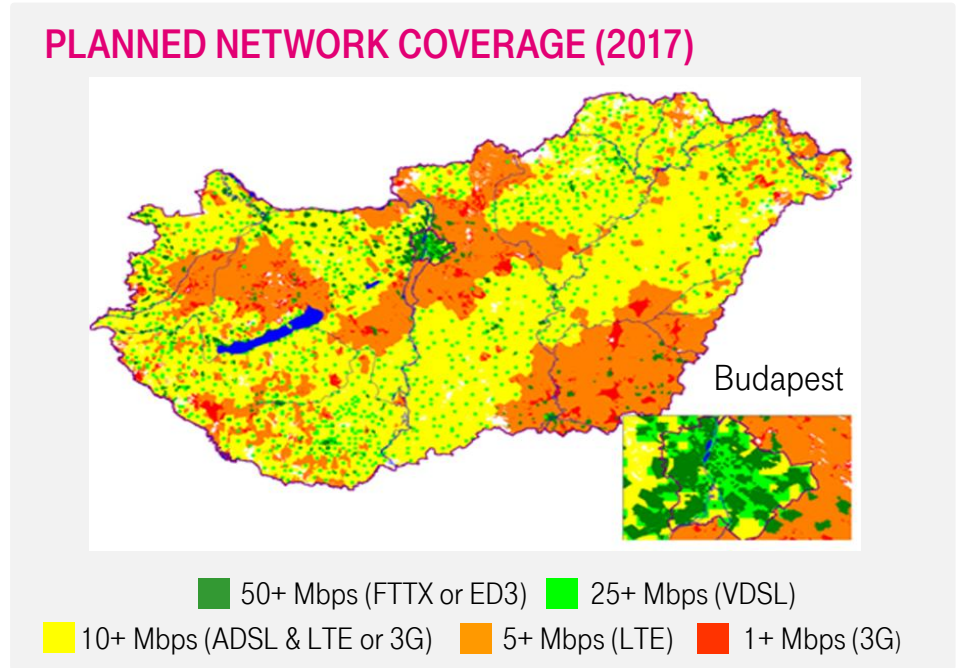 PLANNED NETWORK COVERAGE (2017)
Budapest
50+ Mbps (FTTX or ED3) 25+ Mbps (VDSL)
10+ Mbps (ADSL & LTE or 3G) 5+ Mbps (LTE) 1+ Mbps (3G)